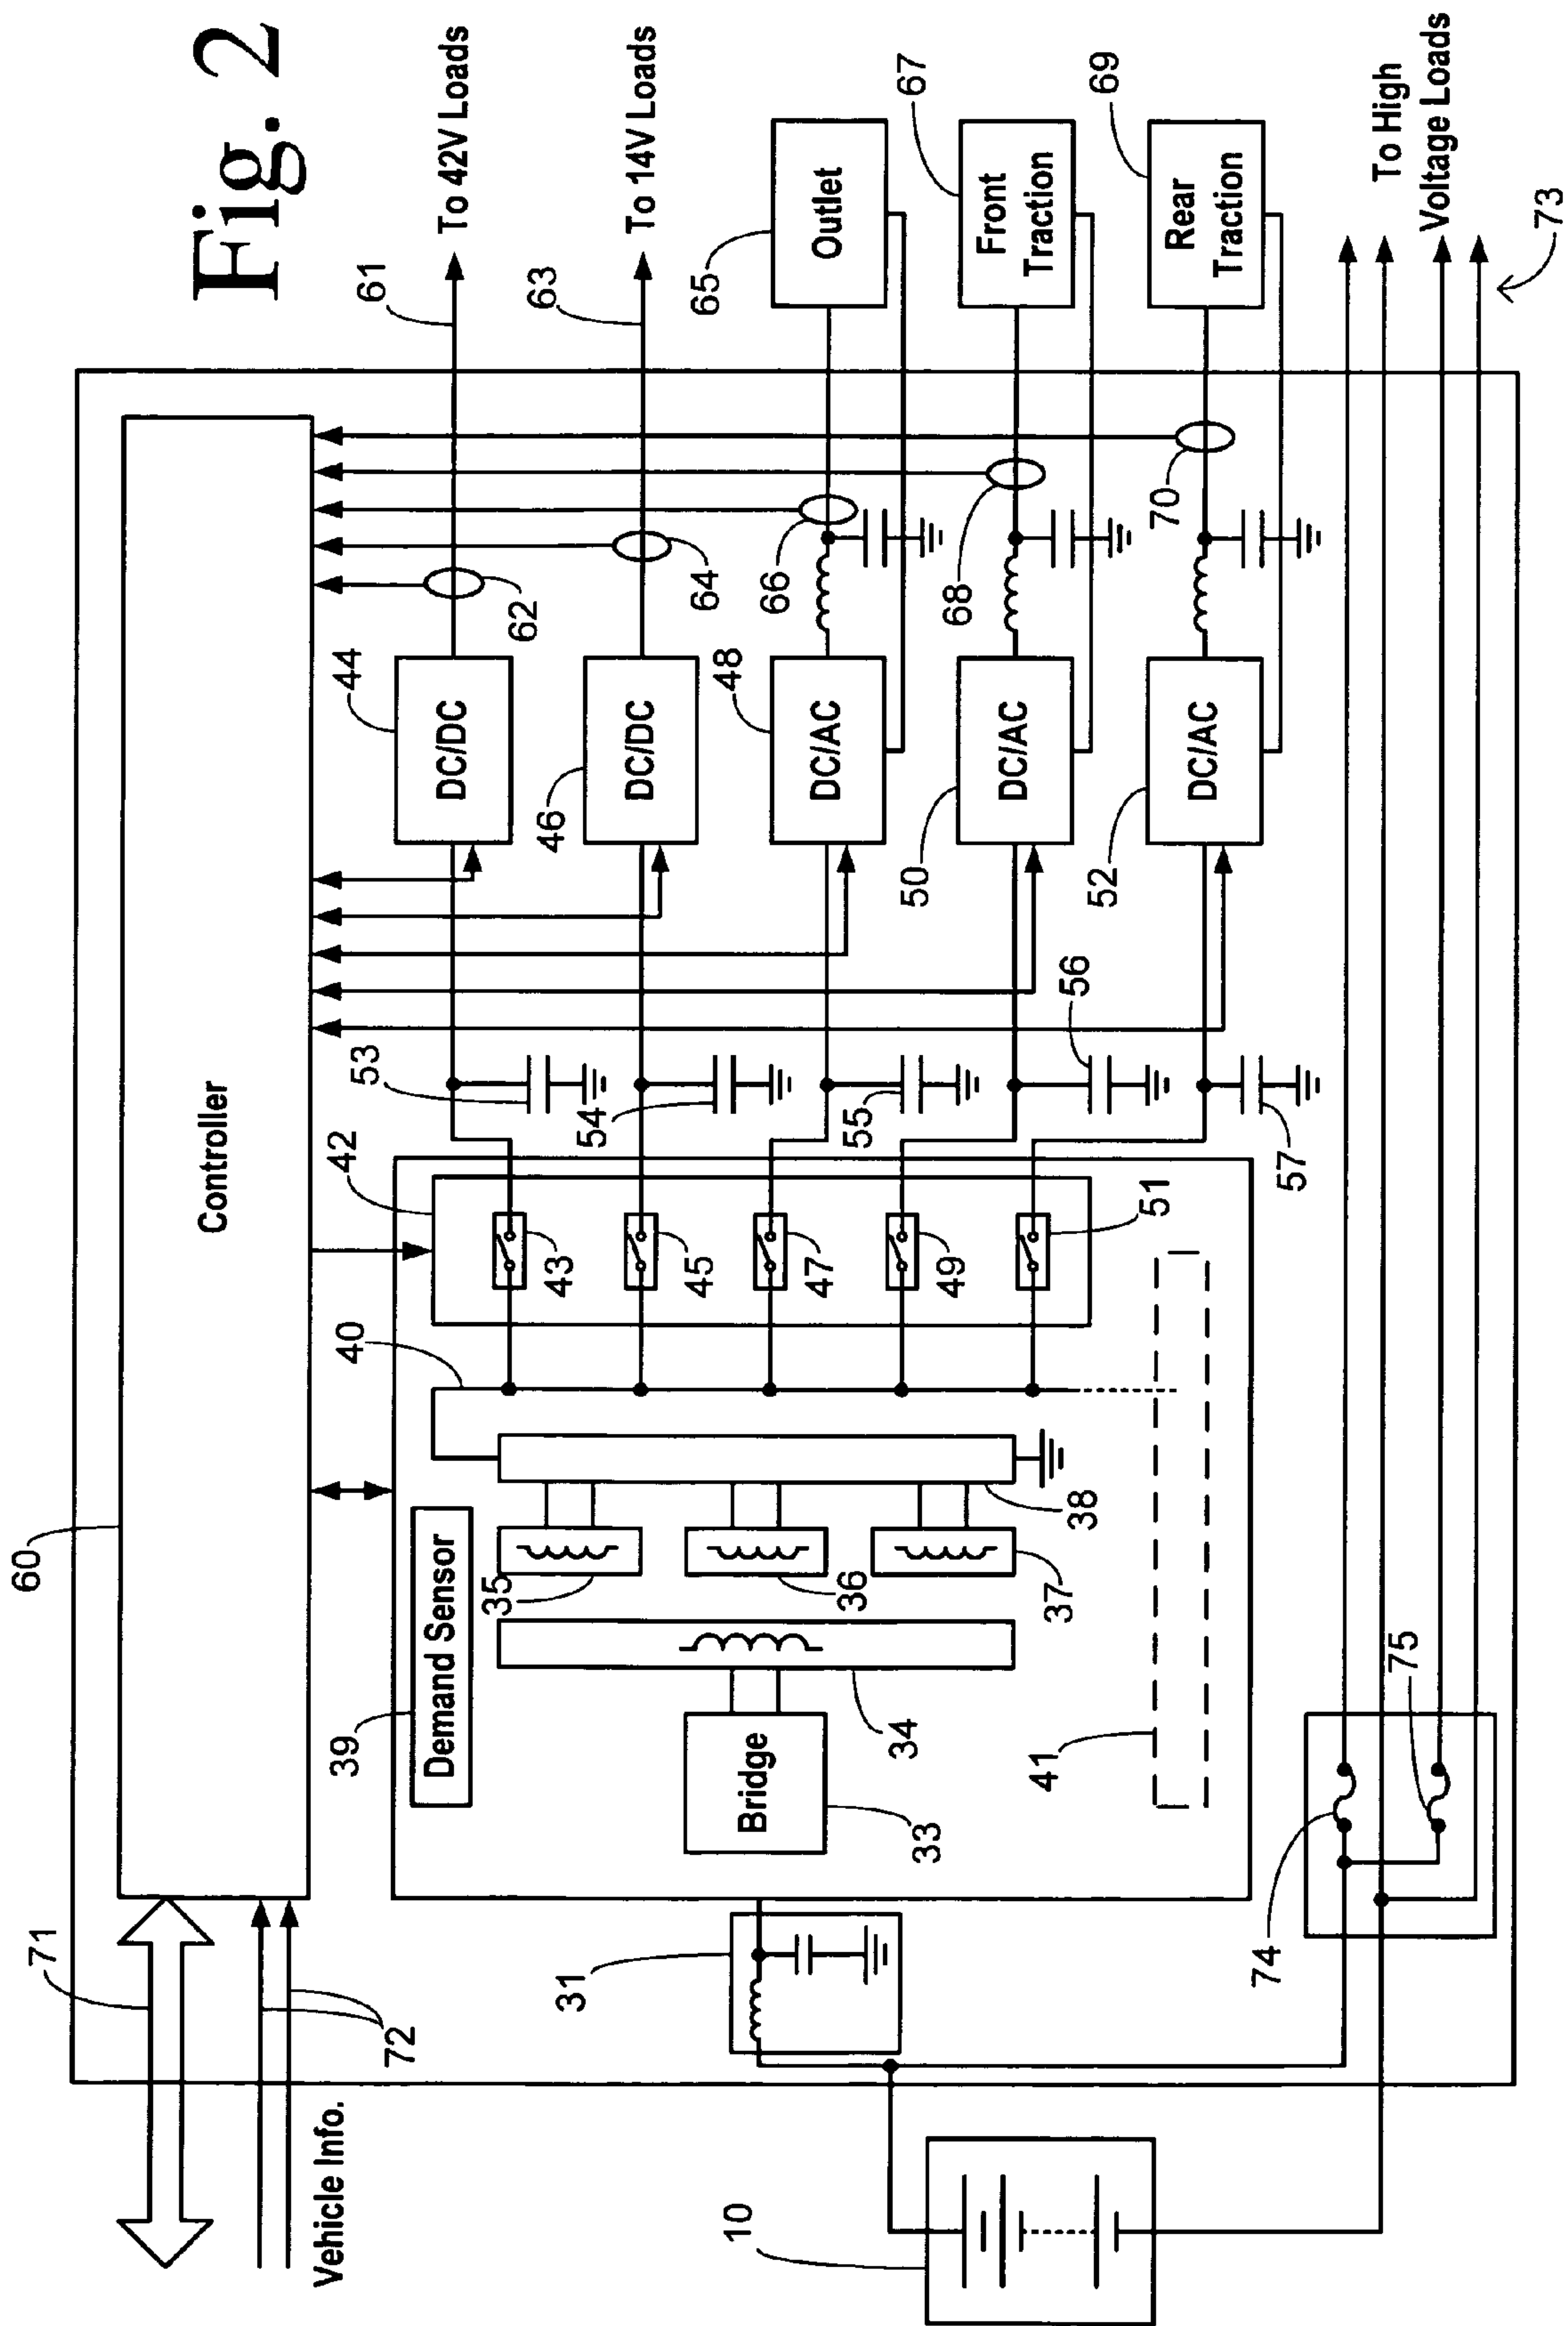 Fig. 2
60
Controller
71
72
Vehicle Info.
To 42V Loads
61
62
44
DC/DC
To 14V Loads
63
64
46
DC/DC
Outlet
65
66
48
DC/AC
Front
Traction
67
68
50
DC/AC
Rear
Traction
69
70
52
DC/AC
53
54
55
56
57
42
43
45
47
49
51
40
39
Demand Sensor
35
36
37
38
34
Bridge
33
41
31
10
74
75
To High
Voltage Loads
73